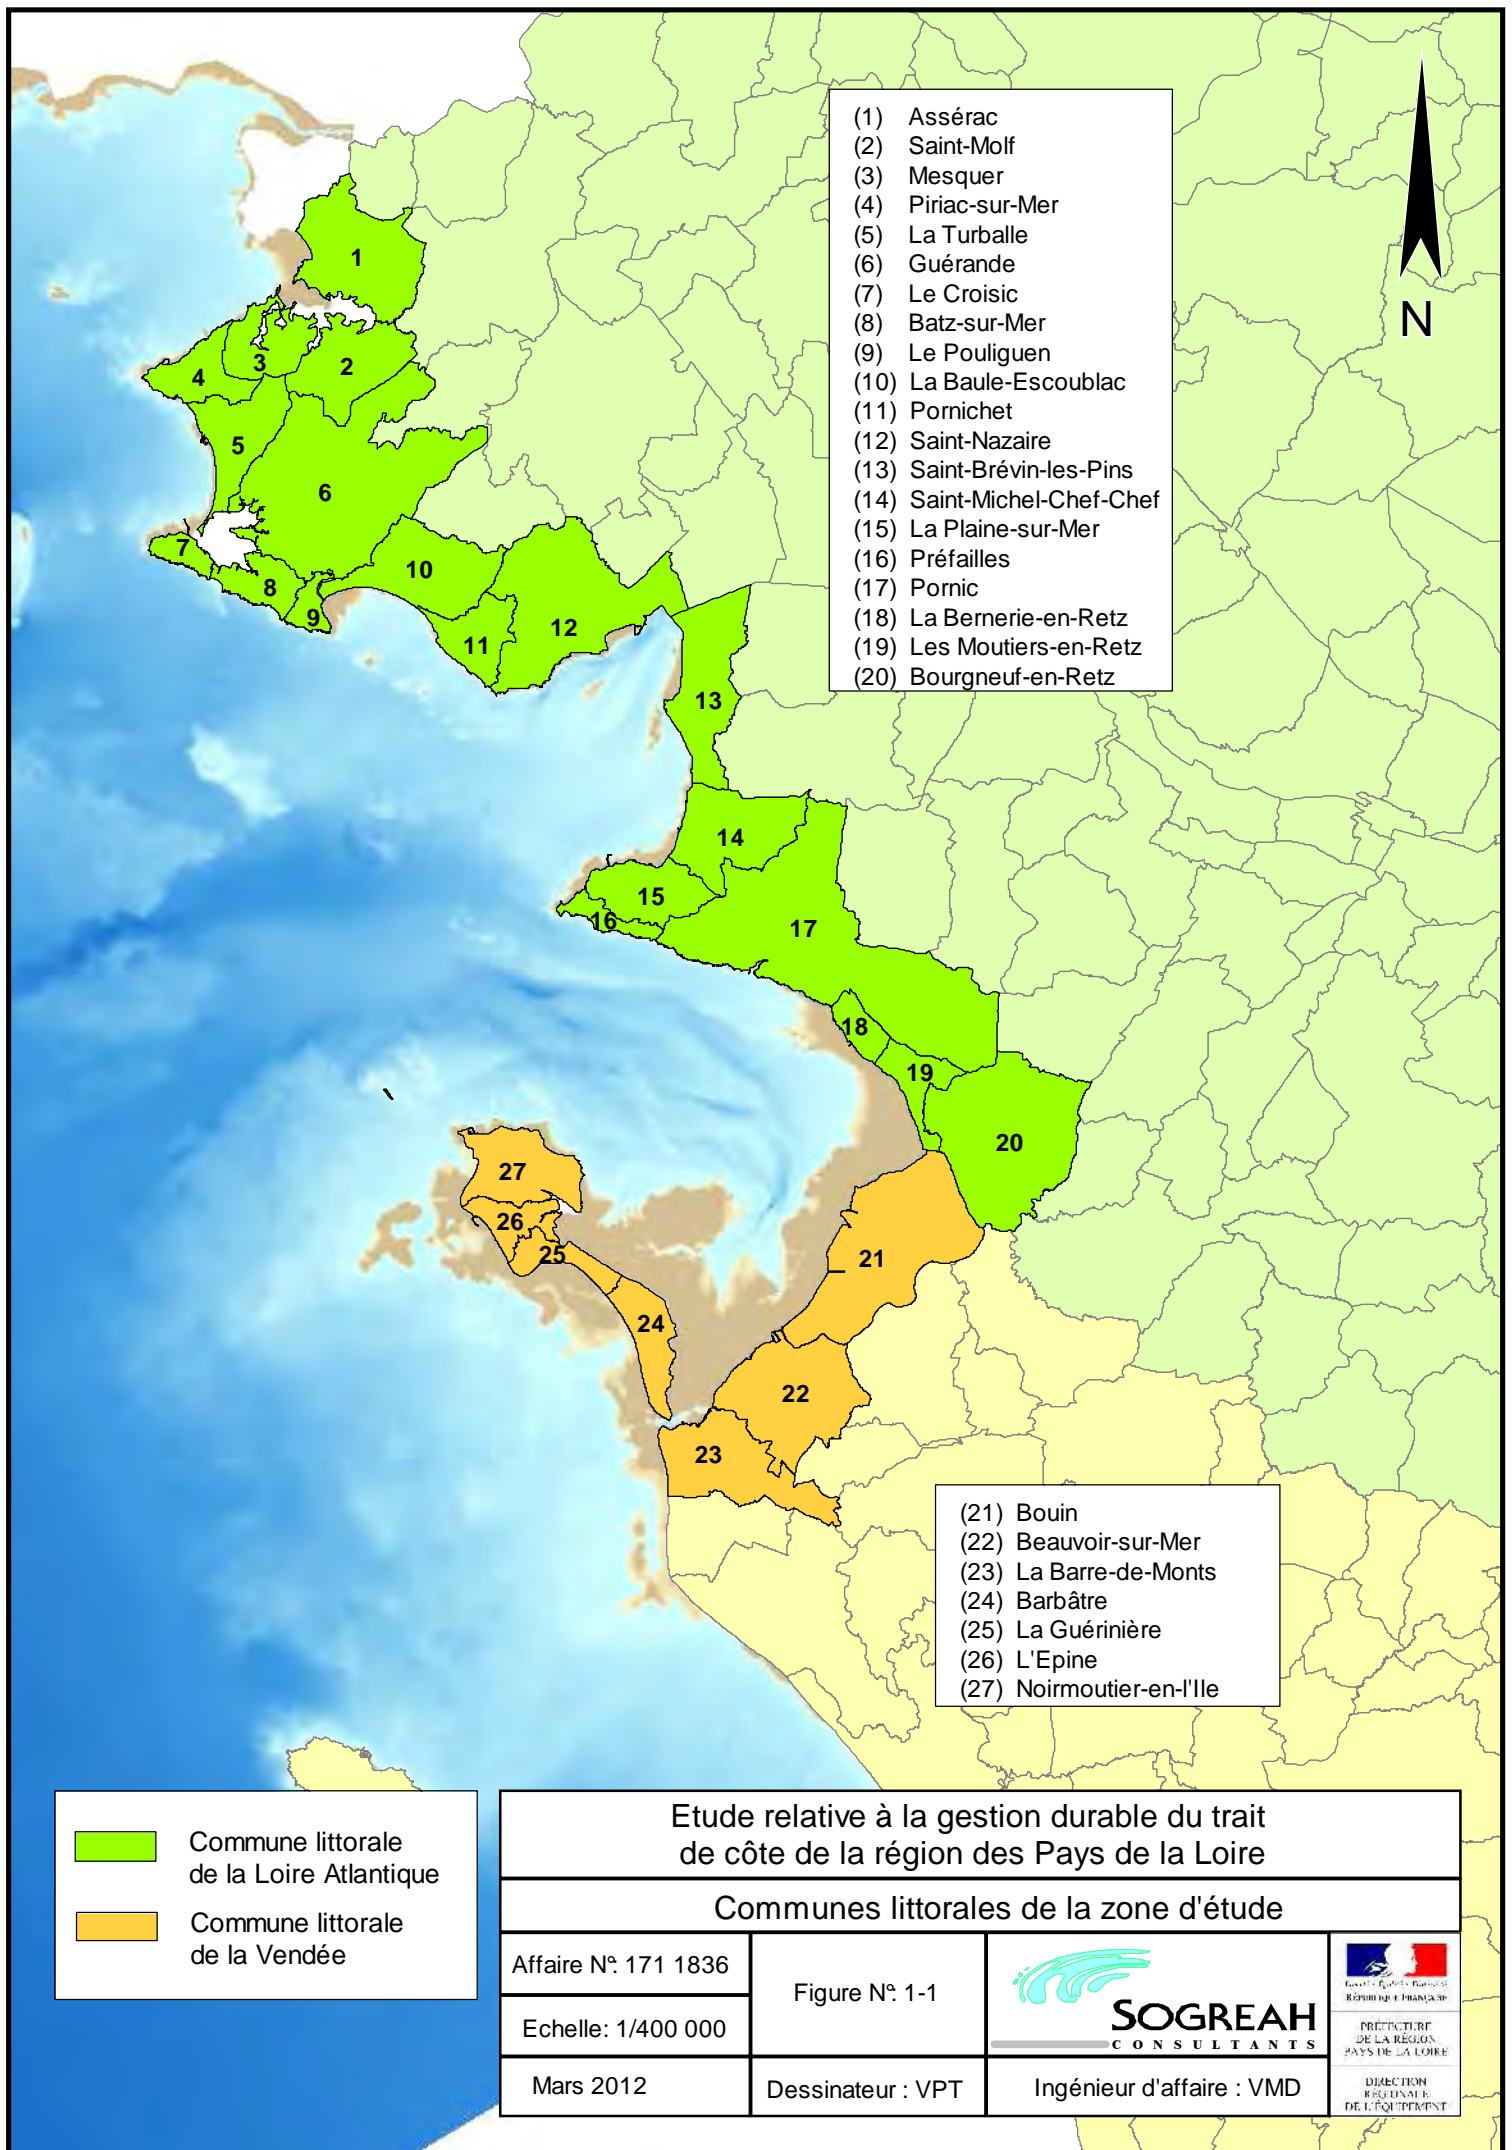 (1) Assérac
(2) Saint-Molf
(3) Mesquer
(4) Piriac-sur-Mer
(5) La Turballe
(6) Guérande
(7) Le Croisic
(8) Batz-sur-Mer
(9) Le Pouliguen
(10) La Baule-Escoublac
(11) Pornichet
(12) Saint-Nazaire
(13) Saint-Brévin-les-Pins
(14) Saint-Michel-Chef-Chef
(15) La Plaine-sur-Mer
(16) Préfailles
(17) Pornic
(18) La Bernerie-en-Retz
(19) Les Moutiers-en-Retz
(20) Bourgneuf-en-Retz
N
1
2
3
4
5
6
7
8
9
10
11
12
13
14
15
16
17
18
19
20
27
26
25
21
24
22
23
(21) Bouin
(22) Beauvoir-sur-Mer
(23) La Barre-de-Monts
(24) Barbâtre
(25) La Guérinière
(26) L'Epine
(27) Noirmoutier-en-l'Ile
Commune littorale
de la Loire Atlantique
Commune littorale
de la Vendée
Etude relative à la gestion durable du trait
de côte de la région des Pays de la Loire
Communes littorales de la zone d'étude
Affaire N°: 171 1836
Echelle: 1/400 000
Mars 2012
Figure N°: 1-1
Dessinateur : VPT
SOGREAH
CONSULTANTS
Ingénieur d'affaire : VMD
Liberté • Égalité • Fraternité
RÉPUBLIQUE FRANÇAISE
PRÉFECTURE
DE LA RÉGION
PAYS DE LA LOIRE
DIRECTION
RÉGIONALE
DE L'ÉQUIPEMENT